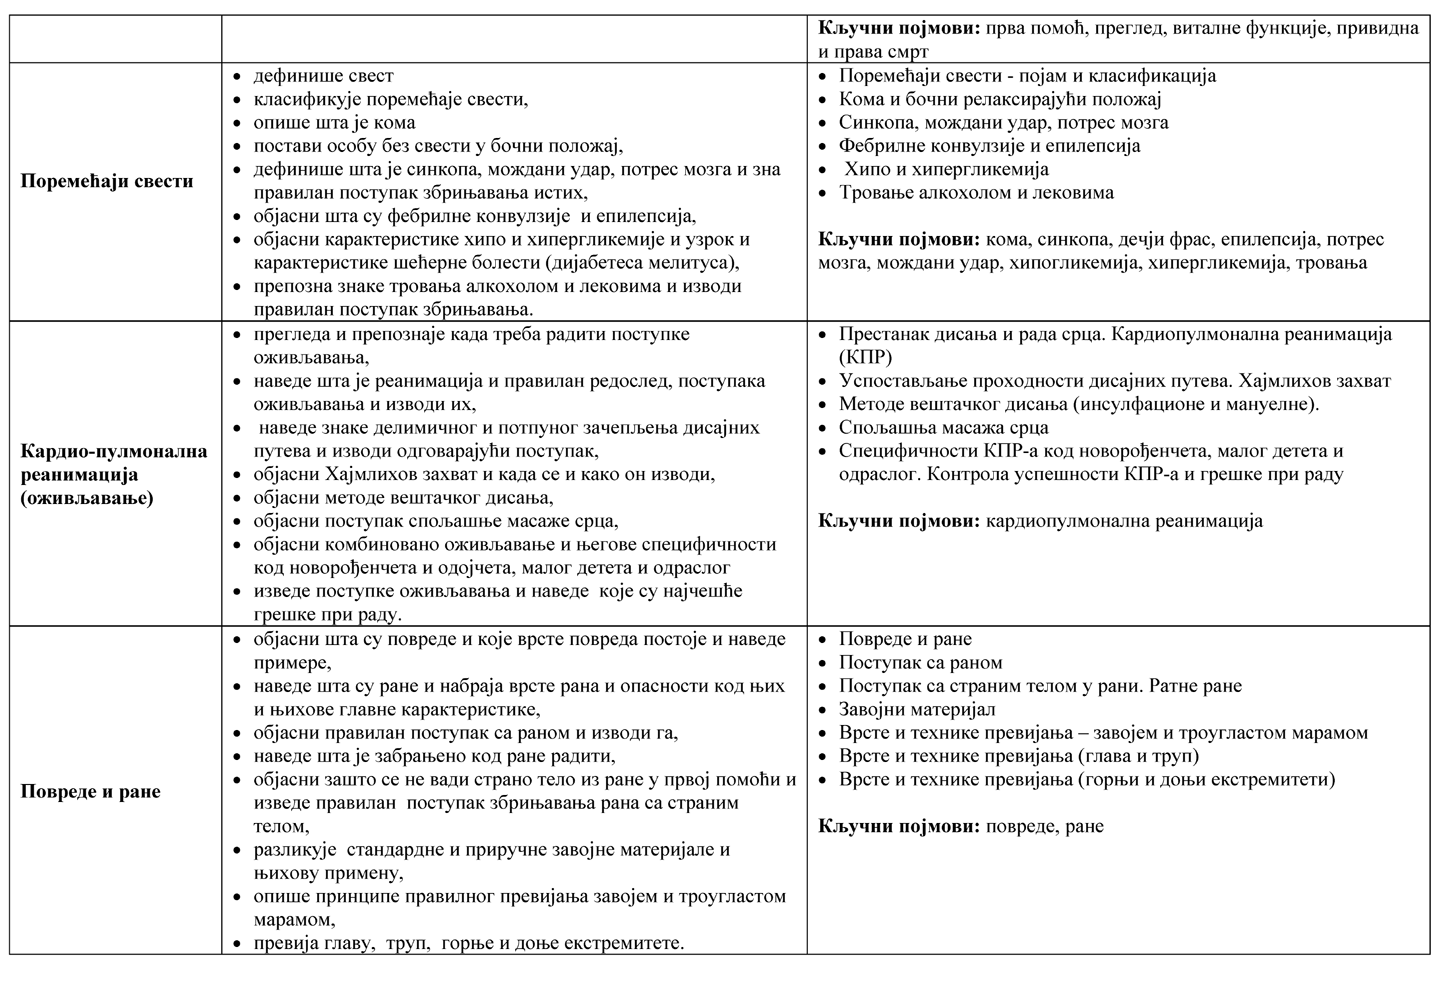 Кључни појмови: прва помоћ, преглед, виталне функције, привидна
и права смрт
Поремећаји свести
• дефинише свест
• класификује поремећаје свести,
• опише шта је кома
• постави особу без свести у бочни положај,
• дефинише шта је синкопа, мождани удар, потрес мозга и зна
правилан поступак збрињавања истих,
• објасни шта су фебрилне конвулзије и епилепсија,
• објасни карактеристике хипо и хипергликемије и узрок и
карактеристике шећерне болести (дијабетеса мелитуса),
• препозна знаке тровања алкохолом и лековима и изводи
правилан поступак збрињавања.
• Поремећаји свести - појам и класификација
• Кома и бочни релаксирајући положај
• Синкопа, мождани удар, потрес мозга
• Фебрилне конвулзије и епилепсија
• Хипо и хипергликемија
• Тровање алкохолом и лековима
Кључни појмови: кома, синкопа, дечји фрас, епилепсија, потрес
мозга, мождани удар, хипогликемија, хипергликемија, тровања
Кардио-пулмонална
реанимација
(оживљавање)
• прегледа и препознаје када треба радити поступке
оживљавања,
• наведе шта је реанимација и правилан редослед, поступака
оживљавања и изводи их,
• наведе знаке делимичног и потпуног зачепљења дисајних
путева и изводи одговарајући поступак,
• објасни Хајмлихов захват и када се и како он изводи,
• објасни методе вештачког дисања,
• објасни поступак спољашње масаже срца,
• објасни комбиновано оживљавање и његове специфичности
код новорођенчета и одојчета, малог детета и одраслог
• изведе поступке оживљавања и наведе које су најчешће
грешке при раду.
• Престанак дисања и рада срца. Кардиопулмонална реанимација
(КПР)
• Успостављање проходности дисајних путева. Хајмлихов захват
• Методе вештачког дисања (инсулфационе и мануелне).
• Спољашња масажа срца
• Специфичности КПР-а код новорођенчета, малог детета и
одраслог. Контрола успешности КПР-а и грешке при раду
Кључни појмови: кардиопулмонална реанимација
Повреде и ране
• објасни шта су повреде и које врсте повреда постоје и наведе
примере,
• наведе шта су ране и набраја врсте рана и опасности код њих
и њихове главне карактеристике,
• објасни правилан поступак са раном и изводи га,
• наведе шта је забрањено код ране радити,
• објасни зашто се не вади страно тело из ране у првој помоћи и
изведе правилан поступак збрињавања рана са страним
телом,
• разликује стандардне и приручне завојне материјале и
њихову примену,
• опише принципе правилног превијања завојем и троугластом
марамом,
• превија главу, труп, горње и доње екстремитете.
• Повреде и ране
• Поступак са раном
• Поступак са страним телом у рани. Ратне ране
• Завојни материјал
• Врсте и технике превијања – завојем и троугластом марамом
• Врсте и технике превијања (глава и труп)
• Врсте и технике превијања (горњи и доњи екстремитети)
Кључни појмови: повреде, ране